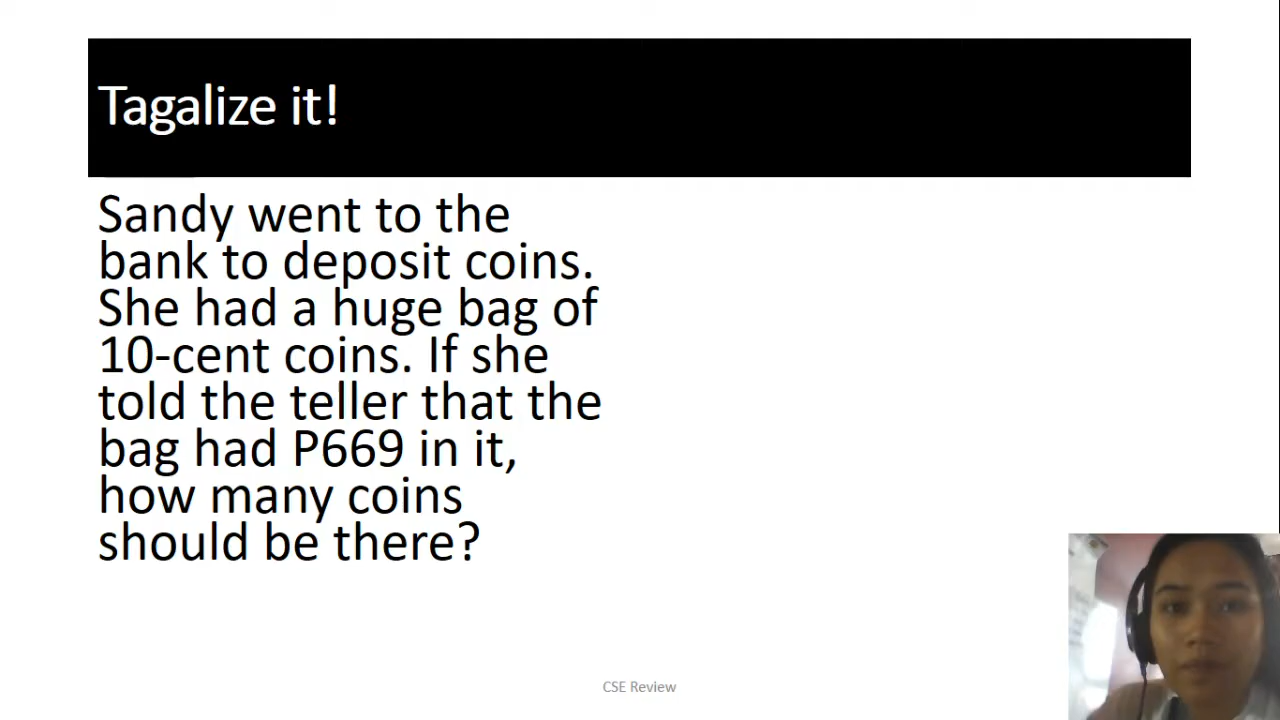 Tagalize it!
Sandy went to the
bank to deposit coins.
She had a huge bag of
10-cent coins. If she
told the teller that the
bag had P669 in it,
how many coins
should be there?
CSE Review